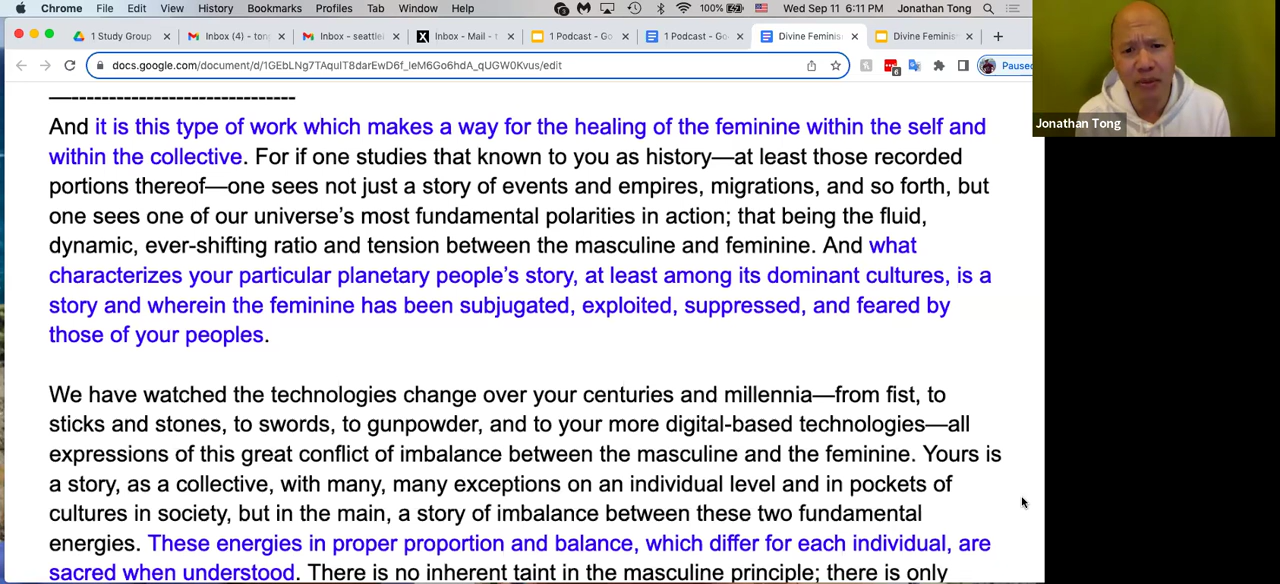 Chrome File Edit View History Bookmarks Profiles Tab Window Help 100% Wed Sep 11 6:11 PM Jonathan Tong
1 Study Group Inbox (4) - ton Inbox - seattle Inbox - Mail - t 1 Podcast - Go 1 Podcast - Go Divine Feminis Divine Feminis
docs.google.com/document/d/1GEbLNg7TAquIT8darEwD6f_IeM6Go6hdA_qUGW0Kvus/edit 6 Paused
Jonathan Tong
And it is this type of work which makes a way for the healing of the feminine within the self and
within the collective. For if one studies that known to you as history—at least those recorded
portions thereof—one sees not just a story of events and empires, migrations, and so forth, but
one sees one of our universe’s most fundamental polarities in action; that being the fluid,
dynamic, ever-shifting ratio and tension between the masculine and feminine. And what
characterizes your particular planetary people’s story, at least among its dominant cultures, is a
story and wherein the feminine has been subjugated, exploited, suppressed, and feared by
those of your peoples.
We have watched the technologies change over your centuries and millennia—from fist, to
sticks and stones, to swords, to gunpowder, and to your more digital-based technologies—all
expressions of this great conflict of imbalance between the masculine and the feminine. Yours is
a story, as a collective, with many, many exceptions on an individual level and in pockets of
cultures in society, but in the main, a story of imbalance between these two fundamental
energies. These energies in proper proportion and balance, which differ for each individual, are
sacred when understood. There is no inherent taint in the masculine principle; there is only